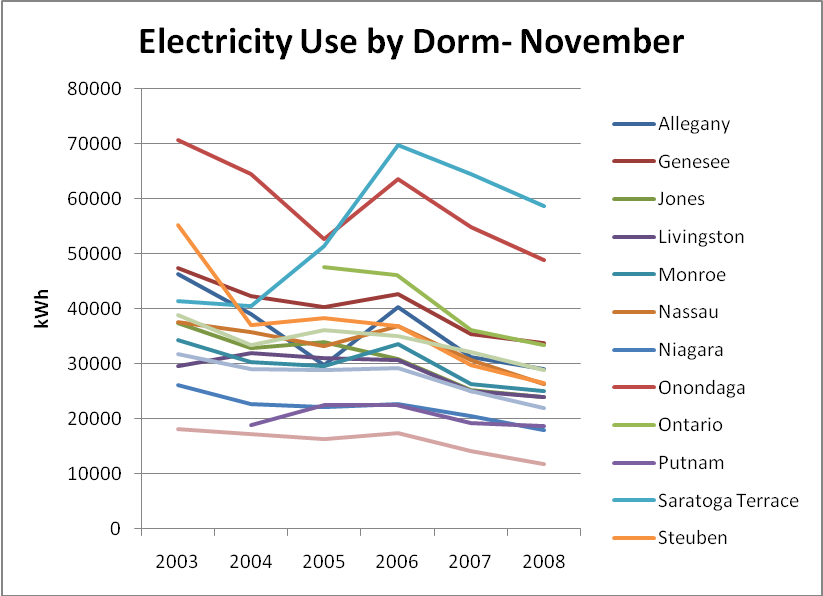 Electricity Use by Dorm- November
kWh
80000
70000
60000
50000
40000
30000
20000
10000
0
2003 2004 2005 2006 2007 2008
Allegany
Genesee
Jones
Livingston
Monroe
Nassau
Niagara
Onondaga
Ontario
Putnam
Saratoga Terrace
Steuben